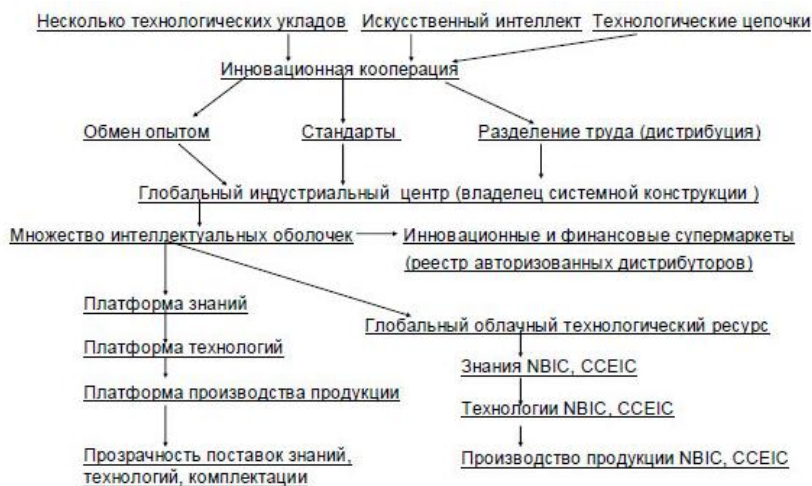 Несколько технологических укладов Искусственный интеллект Технологические цепочки
Инновационная кооперация
Обмен опытом Стандарты Разделение труда (дистрибуция)
Глобальный индустриальный центр (владелец системной конструкции )
Множество интеллектуальных оболочек Инновационные и финансовые супермаркеты
(реестр авторизованных дистрибуторов)
Платформа знаний
Глобальный облачный технологический ресурс
Платформа технологий
Знания NBIC, CCEIC
Платформа производства продукции
Технологии NBIC, CCEIC
Прозрачность поставок знаний,
технологий, комплектации
Производство продукции NBIC, CCEIC